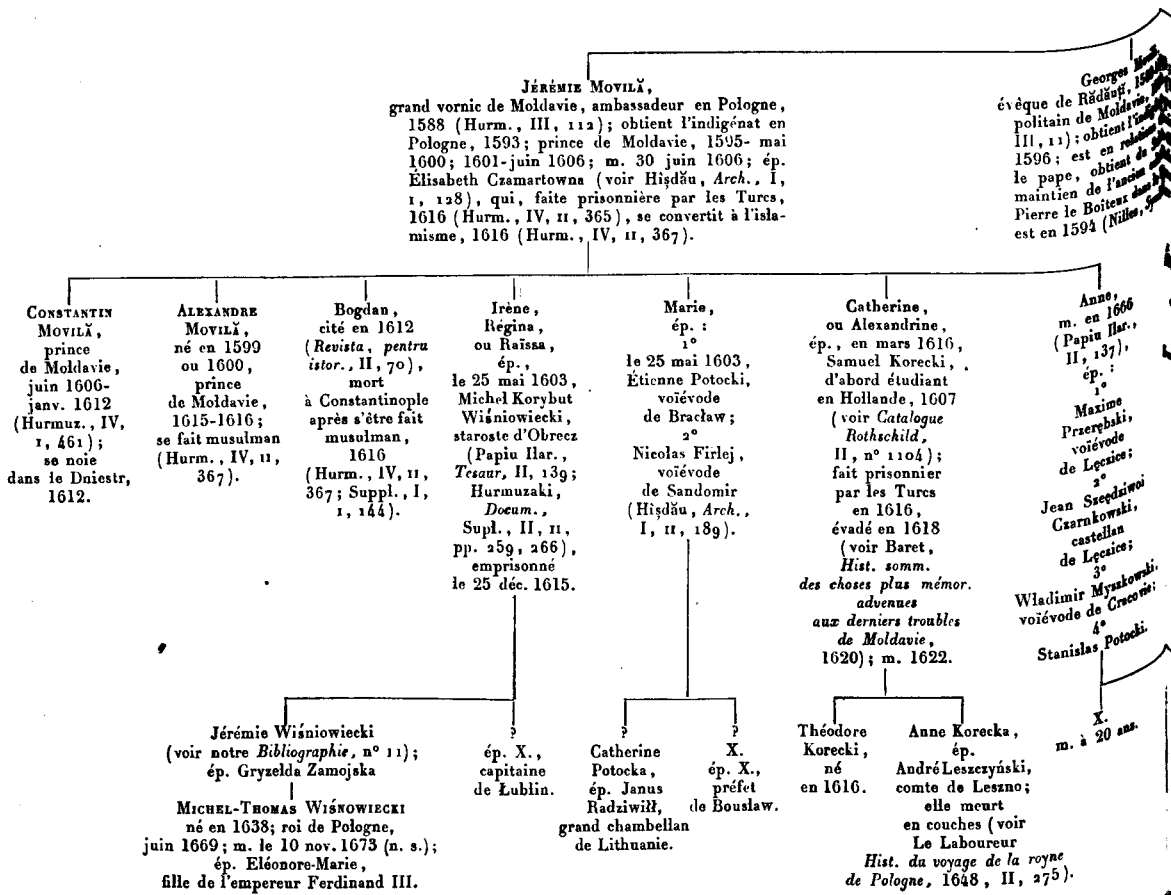 JÉRÉMIE MOVILĂ,
grand vornic de Moldavie, ambassadeur en Pologne,
1588 (Hurm., III, 112); obtient l'indigénat en
Pologne, 1593; prince de Moldavie, 1595- mai
1600; 1601-juin 1606; m. 30 juin 1606; ép.
Élisabeth Czamartowna (voir Hişdău, Arch., I,
1, 128), qui, faite prisonnière par les Turcs,
1616 (Hurm., IV, II, 365), se convertit à l'isla-
misme, 1616 (Hurm., IV, II, 367).
Georges
évêque de Rădăuţĭ,
politain de Moldavie,
III, 11); obtient
1596; est en
le pape, obtient du
maintien de l'ancien
Pierre le Boiteux dans
est en 1594 (Nilles,
CONSTANTIN
MOVILĂ,
prince
de Moldavie,
juin 1606-
janv. 1612
(Hurmuz., IV,
I, 461);
se noie
dans le Dniestr,
1612.
ALEXANDRE
MOVILĂ,
né en 1599
ou 1600,
prince
de Moldavie,
1615-1616;
se fait musulman
(Hurm., IV, II,
367).
Bogdan,
cité en 1612
(Revista, pentru
istor., II, 70),
mort
à Constantinople
après s'être fait
musulman,
1616
(Hurm., IV, II,
367; Suppl., I,
I, 144).
Irène,
Régina,
ou Raïssa,
ép.,
le 25 mai 1603,
Michel Korybut
Wiśniowiecki,
staroste d'Obrecz
(Papiu Ilar.,
Tesaur, II, 139;
Hurmuzaki,
Docum.,
Supl., II, II,
pp. 259, 266),
emprisonné
le 25 déc. 1615.
Marie,
ép. :
1°
le 25 mai 1603,
Étienne Potocki,
voïévode
de Bracław;
2°
Nicolas Firlej,
voïévode
de Sandomir
(Hişdău, Arch.,
I, II, 189).
Catherine,
ou Alexandrine,
ép., en mars 1616,
Samuel Korecki,
d'abord étudiant
en Hollande, 1607
(voir Catalogue
Rothschild,
II, n° 1104);
fait prisonnier
par les Turcs
en 1616,
évadé en 1618
(voir Baret,
Hist. somm.
des choses plus mémor.
advenues
aux derniers troubles
de Moldavie,
1620); m. 1622.
Anne,
m. en 1666
(Papiu Ilar.,
II, 137),
ép. :
1°
Maxime
Przerębski,
voïévode
de Lęczice;
2°
Jean Szędziwoi
Czarnkowski,
castellan
de Lęczice;
3°
Władimir Myszkowski,
voïévode de Cracovie;
4°
Stanislas Potocki.
Jérémie Wiśniowiecki
(voir notre Bibliographie, n° 11);
ép. Gryzełda Zamojska
MICHEL-THOMAS WIŚNOWIECKI
né en 1638; roi de Pologne,
juin 1669; m. le 10 nov. 1673 (n. s.);
ép. Eléonore-Marie,
fille de l'empereur Ferdinand III.
?
ép. X.,
capitaine
de Łublin.
?
Catherine
Potocka,
ép. Janus
Radziwiłł,
grand chambellan
de Lithuanie.
?
X.
ép. X.,
préfet
de Bousław.
Théodore
Korecki,
né
en 1616.
Anne Korecka,
ép.
André Leszczyński,
comte de Leszno;
elle meurt
en couches (voir
Le Laboureur
Hist. du voyage de la royne
de Pologne, 1648, II, 275).
X.
m. à 20 ans.